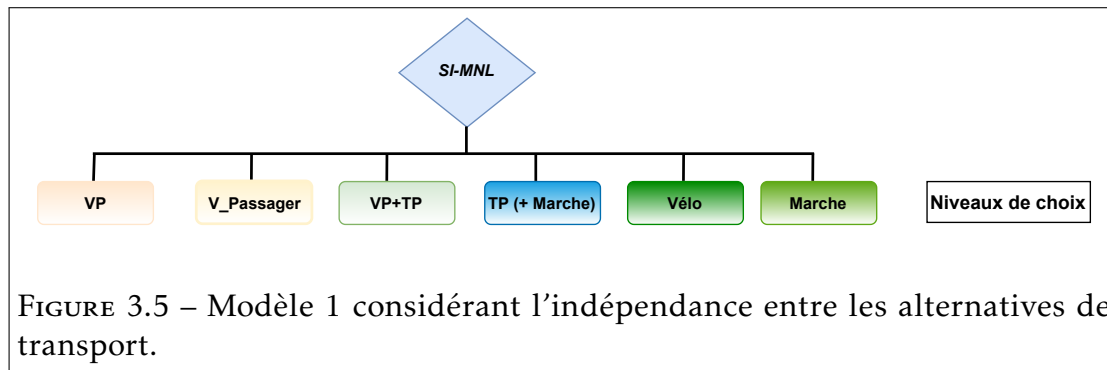 SI-MNL
VP
V_Passager
VP+TP
TP (+ Marche)
Vélo
Marche
Niveaux de choix
FIGURE 3.5 – Modèle 1 considérant l'indépendance entre les alternatives de
transport.